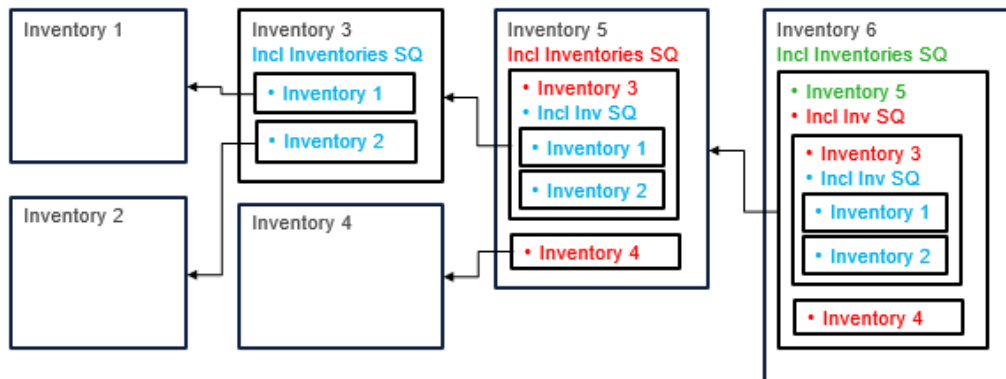 Inventory 1
Inventory 2
Inventory 3
Incl Inventories SQ
• Inventory 1
• Inventory 2
Inventory 4
Inventory 5
Incl Inventories SQ
• Inventory 3
• Incl Inv SQ
• Inventory 1
• Inventory 2
• Inventory 4
Inventory 6
Incl Inventories SQ
• Inventory 5
• Incl Inv SQ
• Inventory 3
• Incl Inv SQ
• Inventory 1
• Inventory 2
• Inventory 4